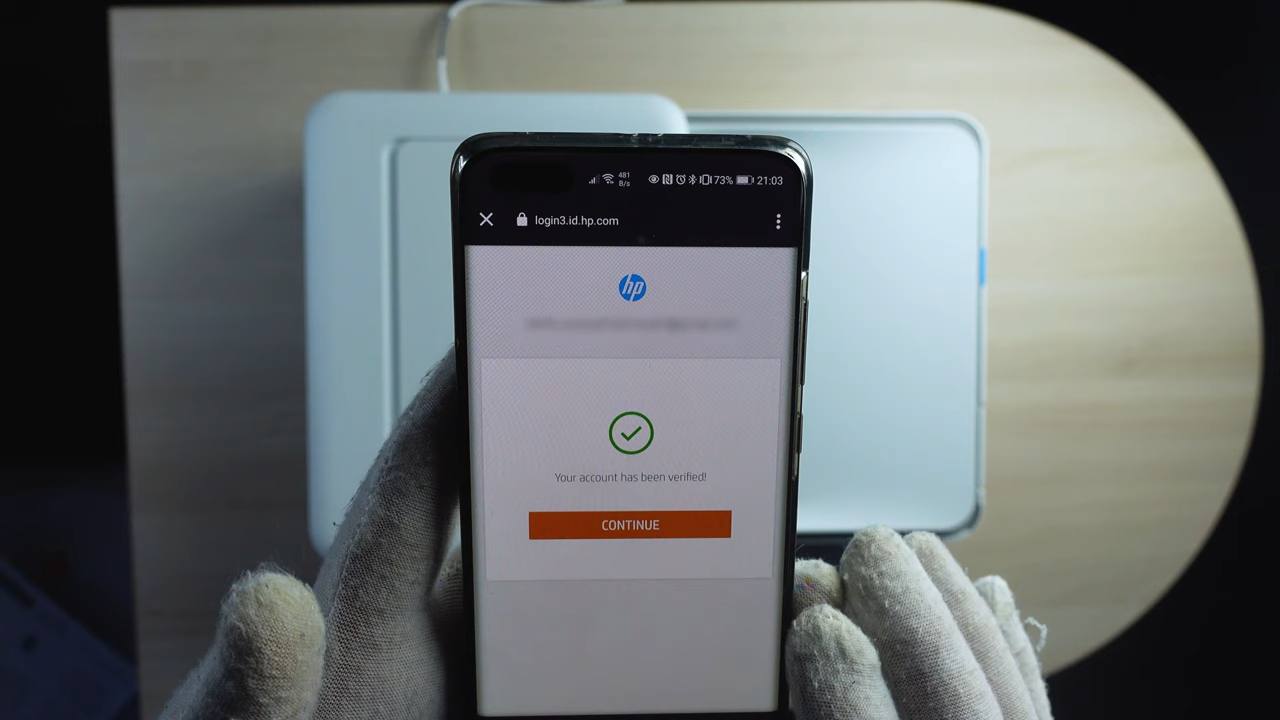 481
B/s
73% 21:03
login3.id.hp.com
hp
Your account has been verified!
CONTINUE